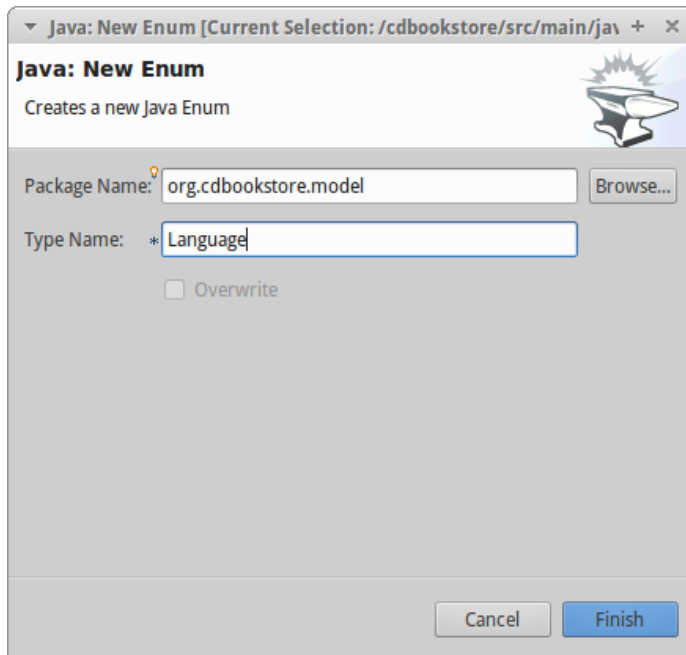 Java: New Enum [Current Selection: /cdbookstore/src/main/jav
Java: New Enum
Creates a new Java Enum
Package Name: org.cdbookstore.model Browse...
Type Name: * Language
Overwrite
Cancel Finish